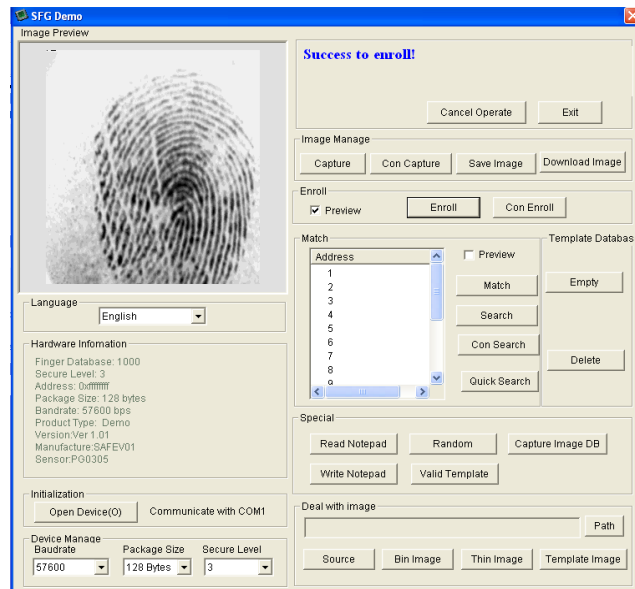 SFG Demo
Image Preview
Success to enroll!
Cancel Operate
Exit
Image Manage
Capture
Con Capture
Save Image
Download Image
Enroll
Preview
Enroll
Con Enroll
Match
Address
1
2
3
4
5
6
7
8
Preview
Match
Search
Con Search
Quick Search
Template Databas
Empty
Delete
Language
English
Hardware Infomation
Finger Database: 1000
Secure Level: 3
Address: 0xffffffff
Package Size: 128 bytes
Bandrate: 57600 bps
Product Type: Demo
Version:Ver 1.01
Manufacture:SAFEV01
Sensor:PG0305
Special
Read Notepad
Random
Capture Image DB
Write Notepad
Valid Template
Initialization
Open Device(O)
Communicate with COM1
Deal with image
Path
Source
Bin Image
Thin Image
Template Image
Device Manage
Baudrate
Package Size
Secure Level
57600
128 Bytes
3